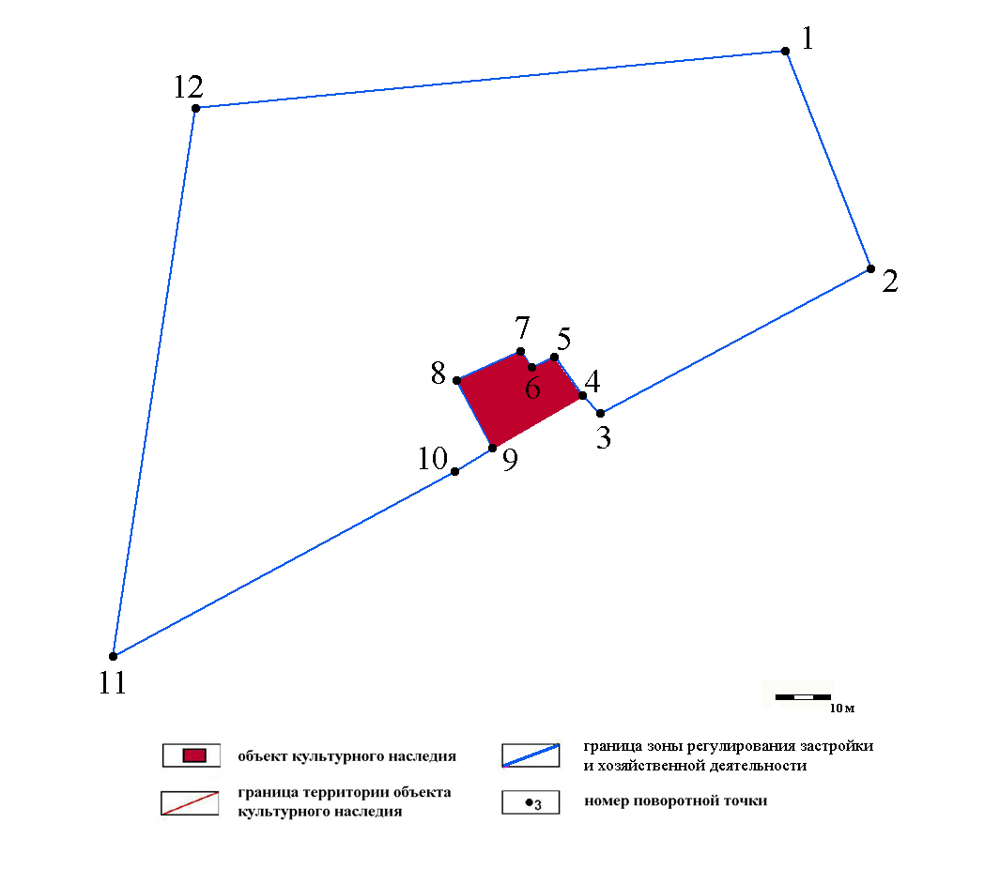 1
12
2
7
5
8
6
4
3
10
9
11
10 м
объект культурного наследия
граница территории объекта
культурного наследия
граница зоны регулирования застройки
и хозяйственной деятельности
3
номер поворотной точки